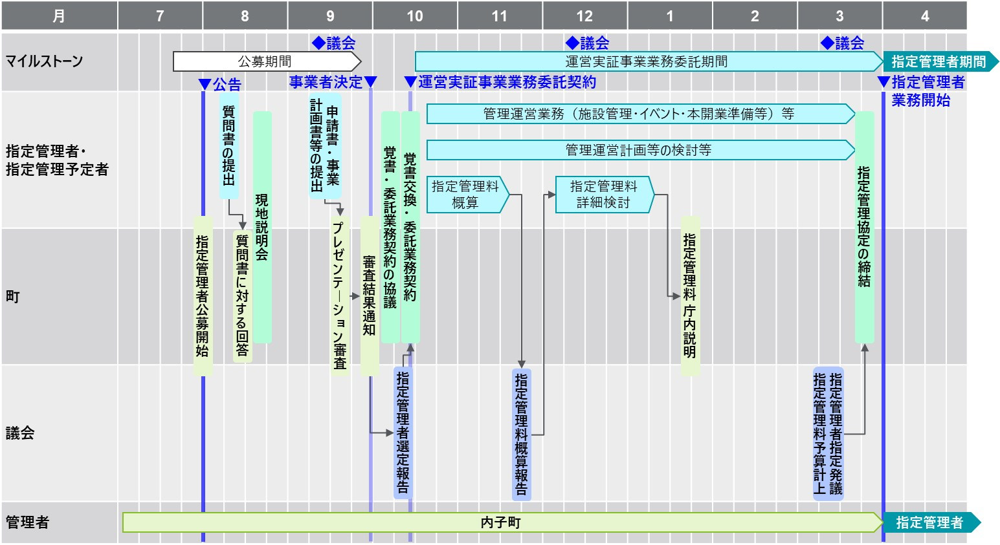 月 7 8 9 10 11 12 1 2 3 4
マイルストーン
◆議会
◆議会
◆議会
公募期間
運営実証事業業務委託期間
指定管理者期間
▼公告
事業者決定▼
▼運営実証事業業務委託契約
▼指定管理者
業務開始
指定管理者・
指定管理予定者
質問書の提出
現地説明会
申請書・事業
計画書等の提出
覚書・委託業務契約の協議
覚書交換・委託業務契約
管理運営業務（施設管理・イベント・本開業準備等）等
管理運営計画等の検討等
指定管理料
概算
指定管理料
詳細検討
指定管理協定の締結
町
指定管理者公募開始
質問書に対する回答
プレゼンテーション審査
審査結果通知
指定管理料 庁内説明
議会
指定管理者選定報告
指定管理料概算報告
指定管理者指定発議
指定管理料予算計上
管理者
内子町
指定管理者